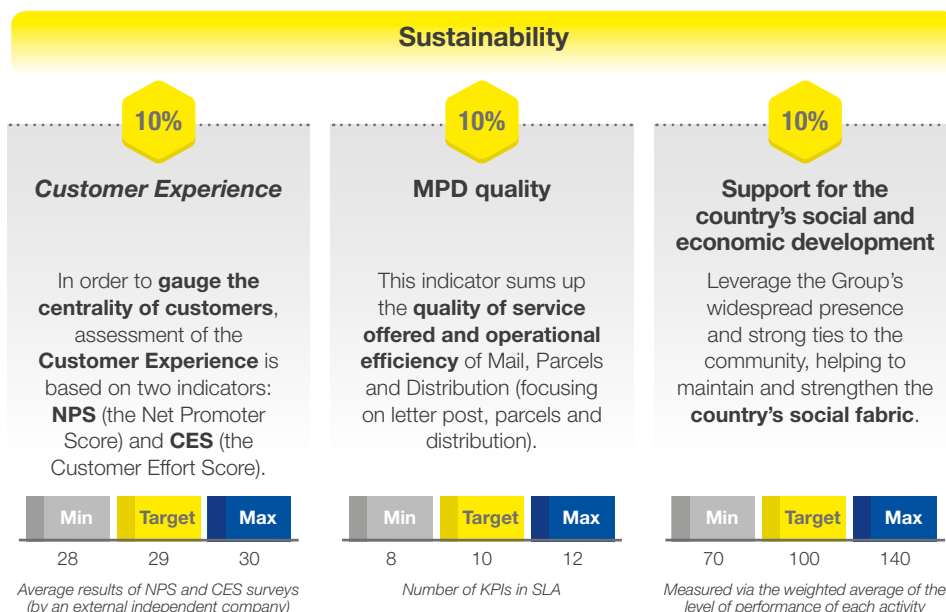 Sustainability
10%
Customer Experience
In order to gauge the
centrality of customers,
assessment of the
Customer Experience is
based on two indicators:
NPS (the Net Promoter
Score) and CES (the
Customer Effort Score).
Min Target Max
28 29 30
Average results of NPS and CES surveys
(by an external independent company)
10%
MPD quality
This indicator sums up
the quality of service
offered and operational
efficiency of Mail, Parcels
and Distribution (focusing
on letter post, parcels and
distribution).
Min Target Max
8 10 12
Number of KPIs in SLA
10%
Support for the
country's social and
economic development
Leverage the Group's
widespread presence
and strong ties to the
community, helping to
maintain and strengthen the
country's social fabric.
Min Target Max
70 100 140
Measured via the weighted average of the
level of performance of each activity